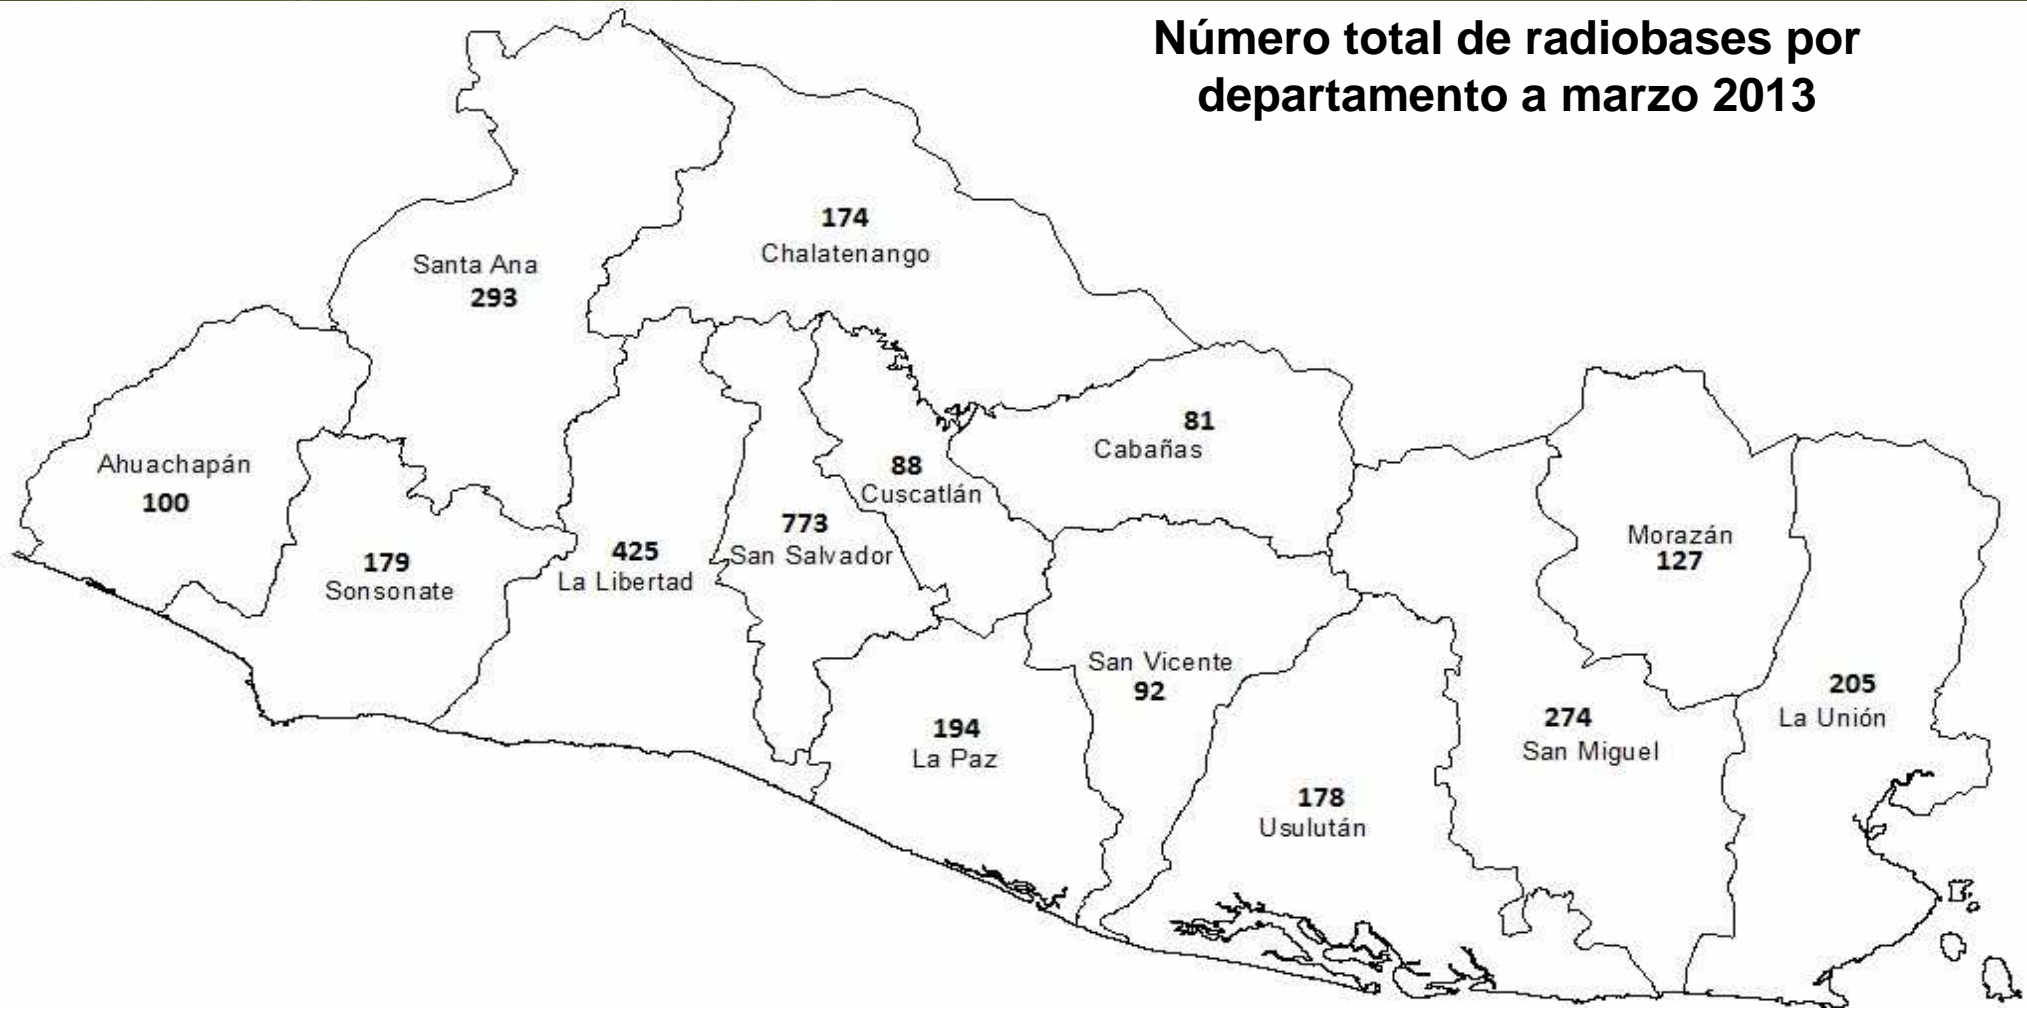 Número total de radiobases por
departamento a marzo 2013
174
Chalatenango
Santa Ana
293
81
Cabañas
Ahuachapán
100
88
Cuscatlán
773
San Salvador
425
La Libertad
179
Sonsonate
Morazán
127
San Vicente
92
205
La Unión
194
La Paz
274
San Miguel
178
Usulután